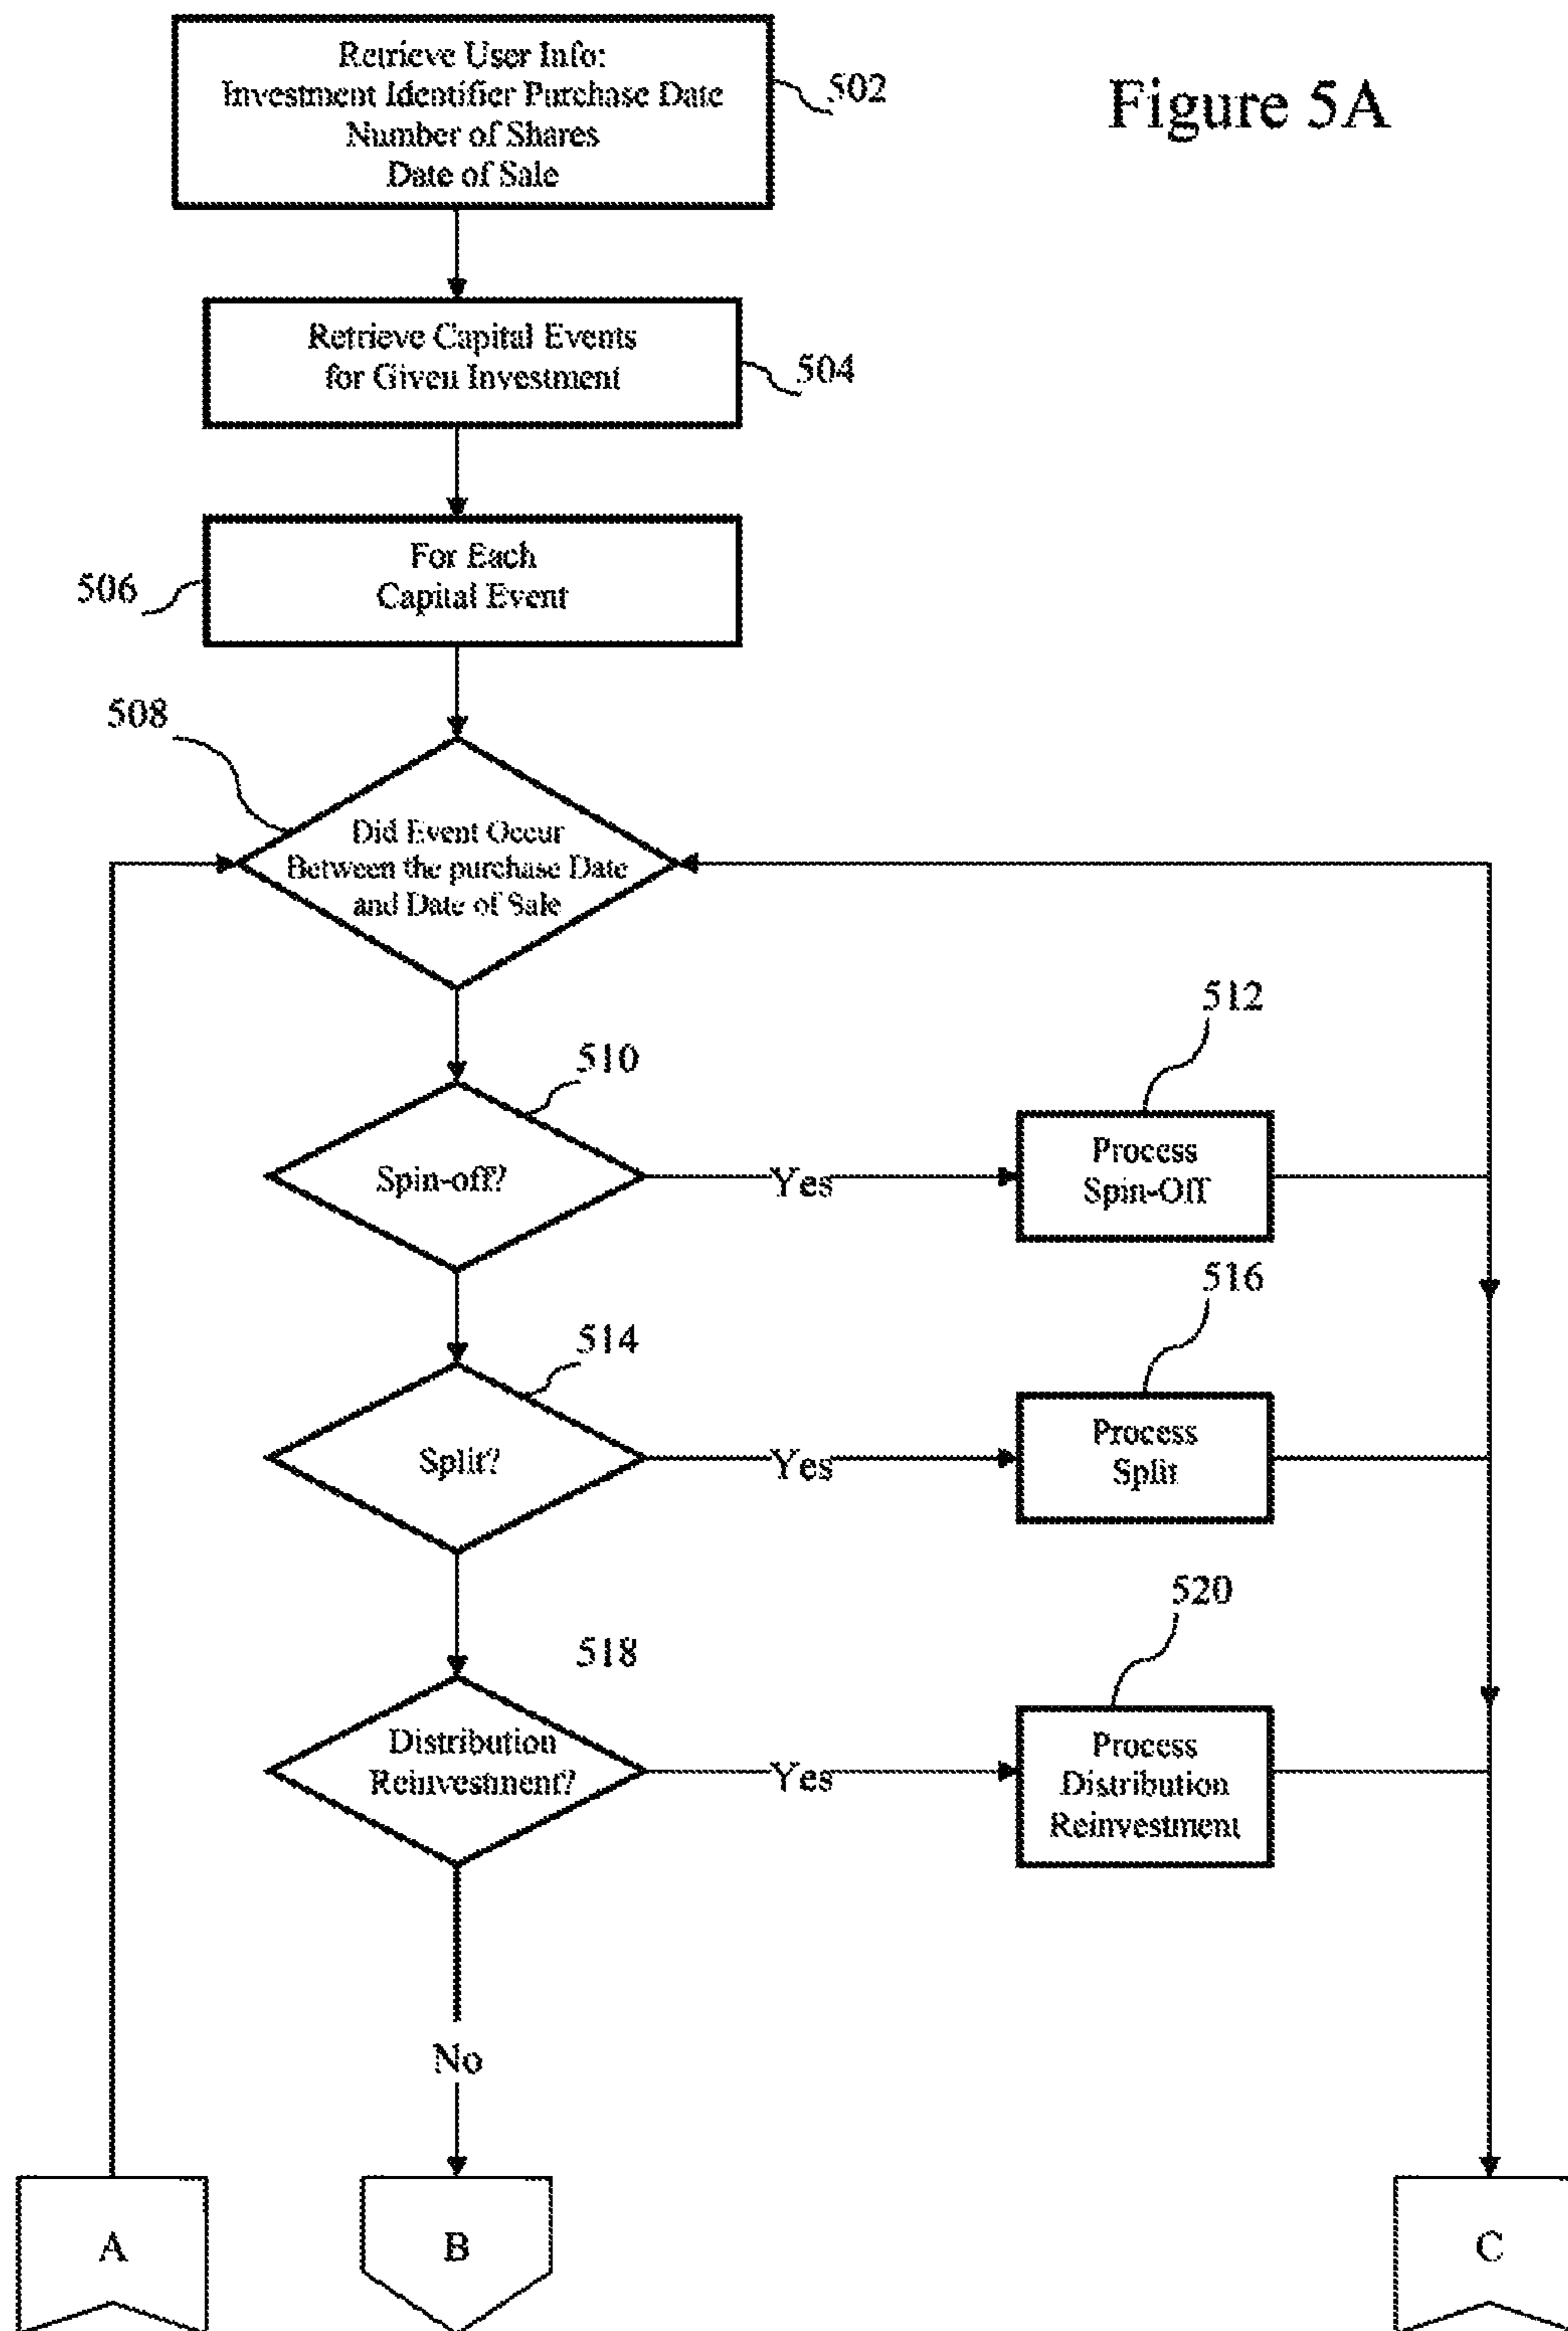 Figure 5A
Retrieve User Info:
Investment Identifier Purchase Date
Number of Shares
Date of Sale
502
Retrieve Capital Events
for Given Investment
504
For Each
Capital Event
506
508
Did Event Occur
Between the purchase Date
and Date of Sale
510
Spin-off?
Yes
512
Process
Spin-Off
514
Split?
Yes
516
Process
Split
518
Distribution
Reinvestment?
Yes
520
Process
Distribution
Reinvestment
No
A
B
C